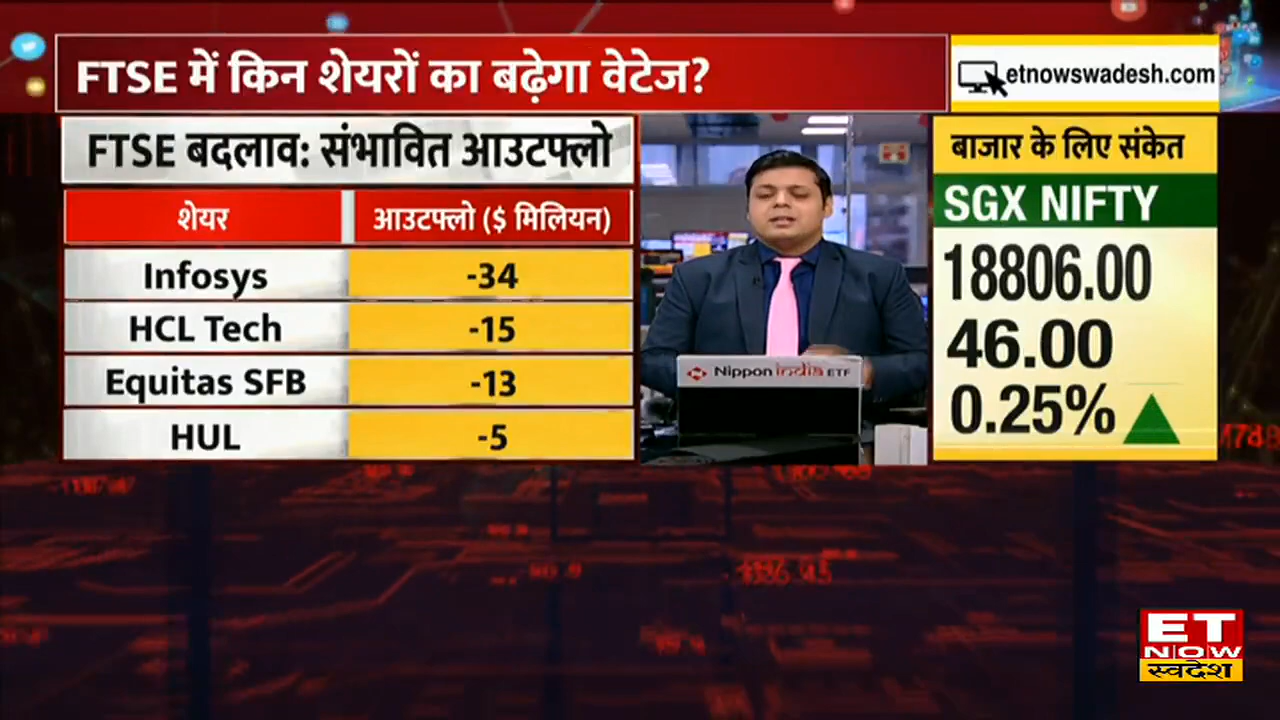 FTSE में किन शेयरों का बढ़ेगा वेटेज?
etnowswadesh.com
FTSE बदलाव: संभावित आउटफ्लो
शेयर आउटफ्लो ($ मिलियन)
Infosys -34
HCL Tech -15
Equitas SFB -13
HUL -5
Nippon india ETF
बाजार के लिए संकेत
SGX NIFTY
18806.00
46.00
0.25%
ET
NOW
स्वदेश